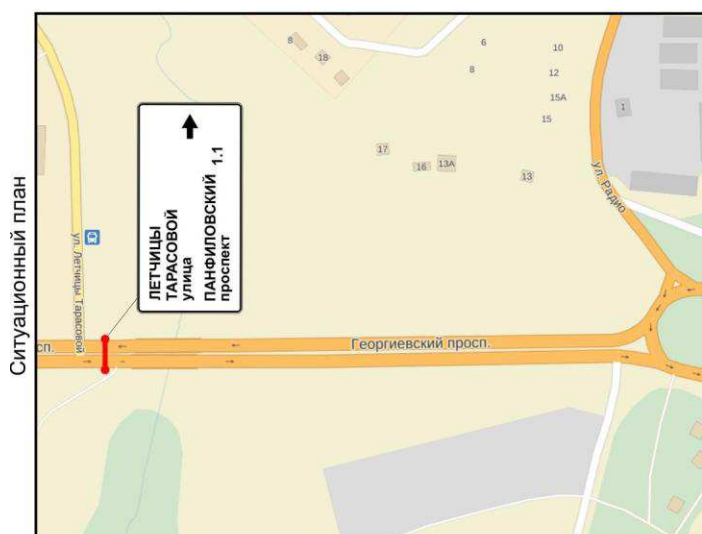 Ситуационный план
8
18
6
8
10
12
15А
15
1
17
16
13А
13
ул. Радио
ул. Летчицы Тарасовой
ЛЕТЧИЦЫ
ТАРАСОВОЙ
улица
ПАНФИЛОВСКИЙ 1.1
проспект
сп.
Георгиевский просп.